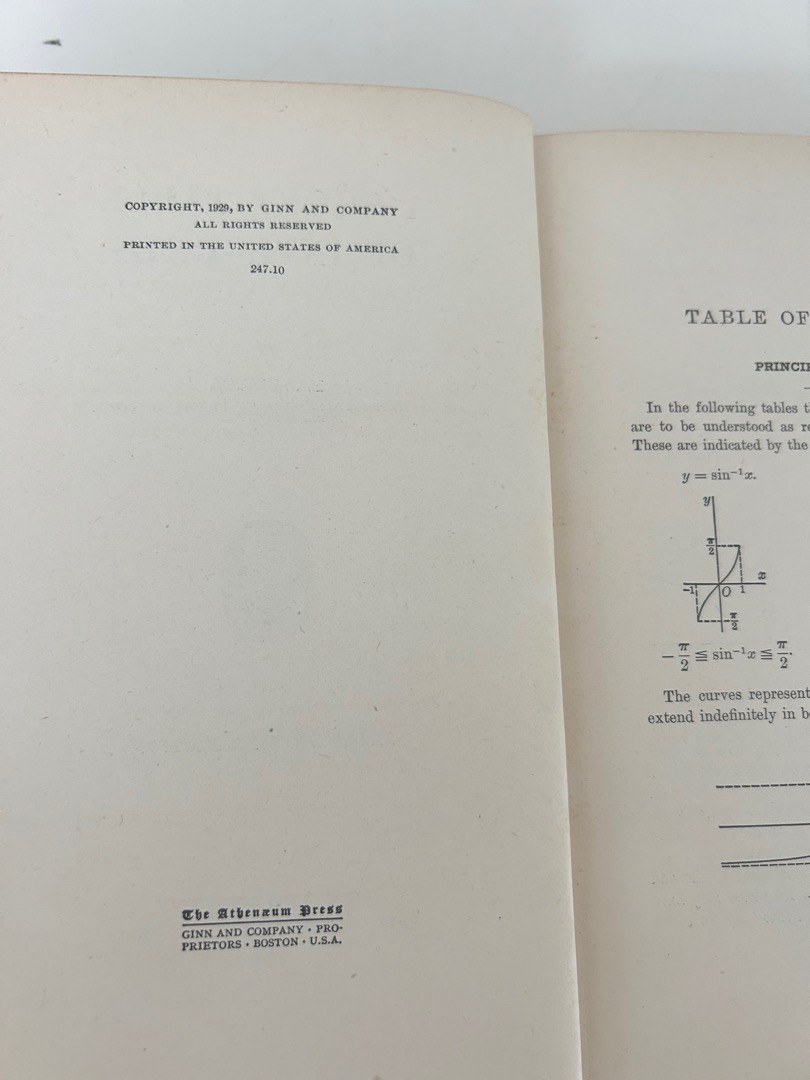 COPYRIGHT, 1929, BY GINN AND COMPANY
ALL RIGHTS RESERVED
PRINTED IN THE UNITED STATES OF AMERICA
247.10
The Athenæum Press
GINN AND COMPANY · PRO-
PRIETORS · BOSTON · U.S.A.
TABLE OF
In the following tables
are to be understood as
These are indicated by the
y = sin⁻¹x.
y
π/2
x
-1 O 1
-π/2
-π/2 ≦ sin⁻¹x ≦ π/2.
The curves represent
extend indefinitely in